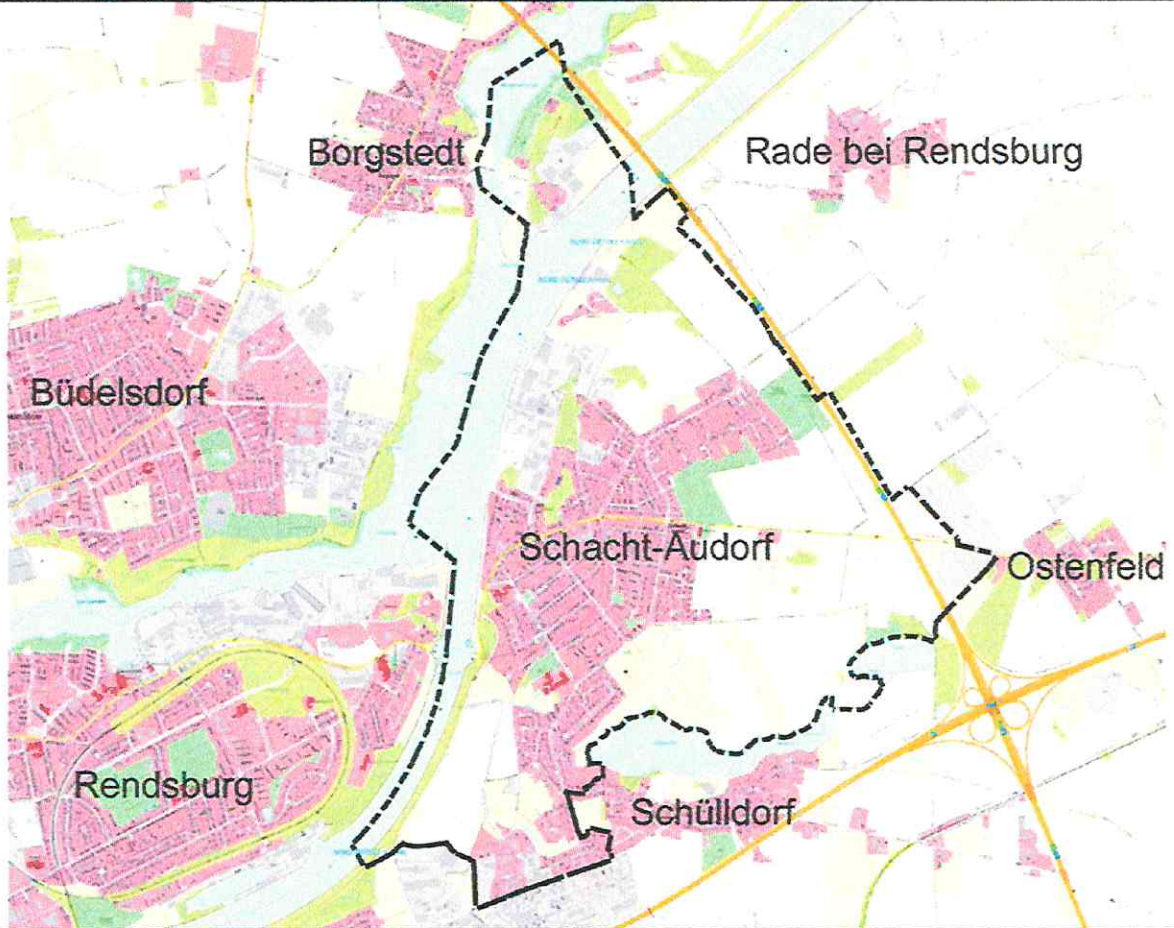 Borgstedt
Rade bei Rendsburg
Büdelsdorf
Schacht-Audorf
Ostenfeld
Rendsburg
Schülldorf